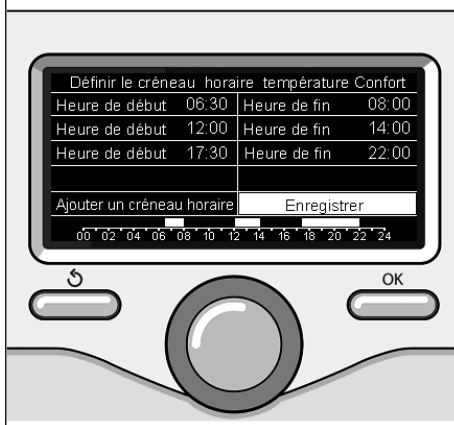 Définir le créneau horaire température Confort
Heure de début 06:30 Heure de fin 08:00
Heure de début 12:00 Heure de fin 14:00
Heure de début 17:30 Heure de fin 22:00
Ajouter un créneau horaire Enregistrer
00 02 04 06 08 10 12 14 16 18 20 22 24
OK